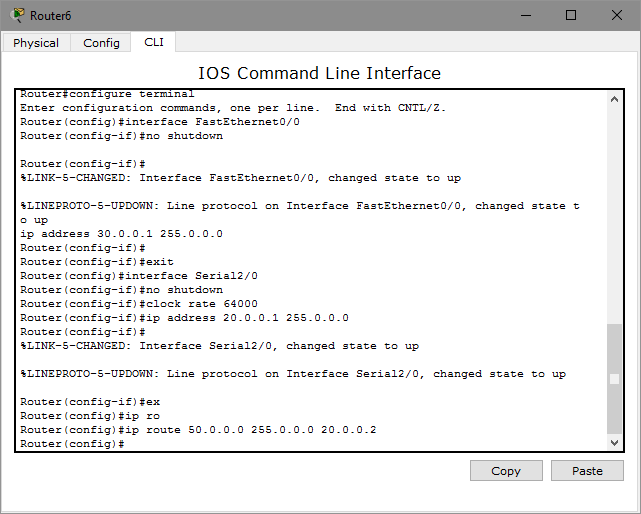 Router6
Physical Config CLI
IOS Command Line Interface
Router#configure terminal
Enter configuration commands, one per line.  End with CNTL/Z.
Router(config)#interface FastEthernet0/0
Router(config-if)#no shutdown
Router(config-if)#
%LINK-5-CHANGED: Interface FastEthernet0/0, changed state to up
%LINEPROTO-5-UPDOWN: Line protocol on Interface FastEthernet0/0, changed state t
o up
ip address 30.0.0.1 255.0.0.0
Router(config-if)#
Router(config-if)#exit
Router(config)#interface Serial2/0
Router(config-if)#no shutdown
Router(config-if)#clock rate 64000
Router(config-if)#ip address 20.0.0.1 255.0.0.0
Router(config-if)#
%LINK-5-CHANGED: Interface Serial2/0, changed state to up
%LINEPROTO-5-UPDOWN: Line protocol on Interface Serial2/0, changed state to up
Router(config-if)#ex
Router(config)#ip ro
Router(config)#ip route 50.0.0.0 255.0.0.0 20.0.0.2
Router(config)#
Copy Paste